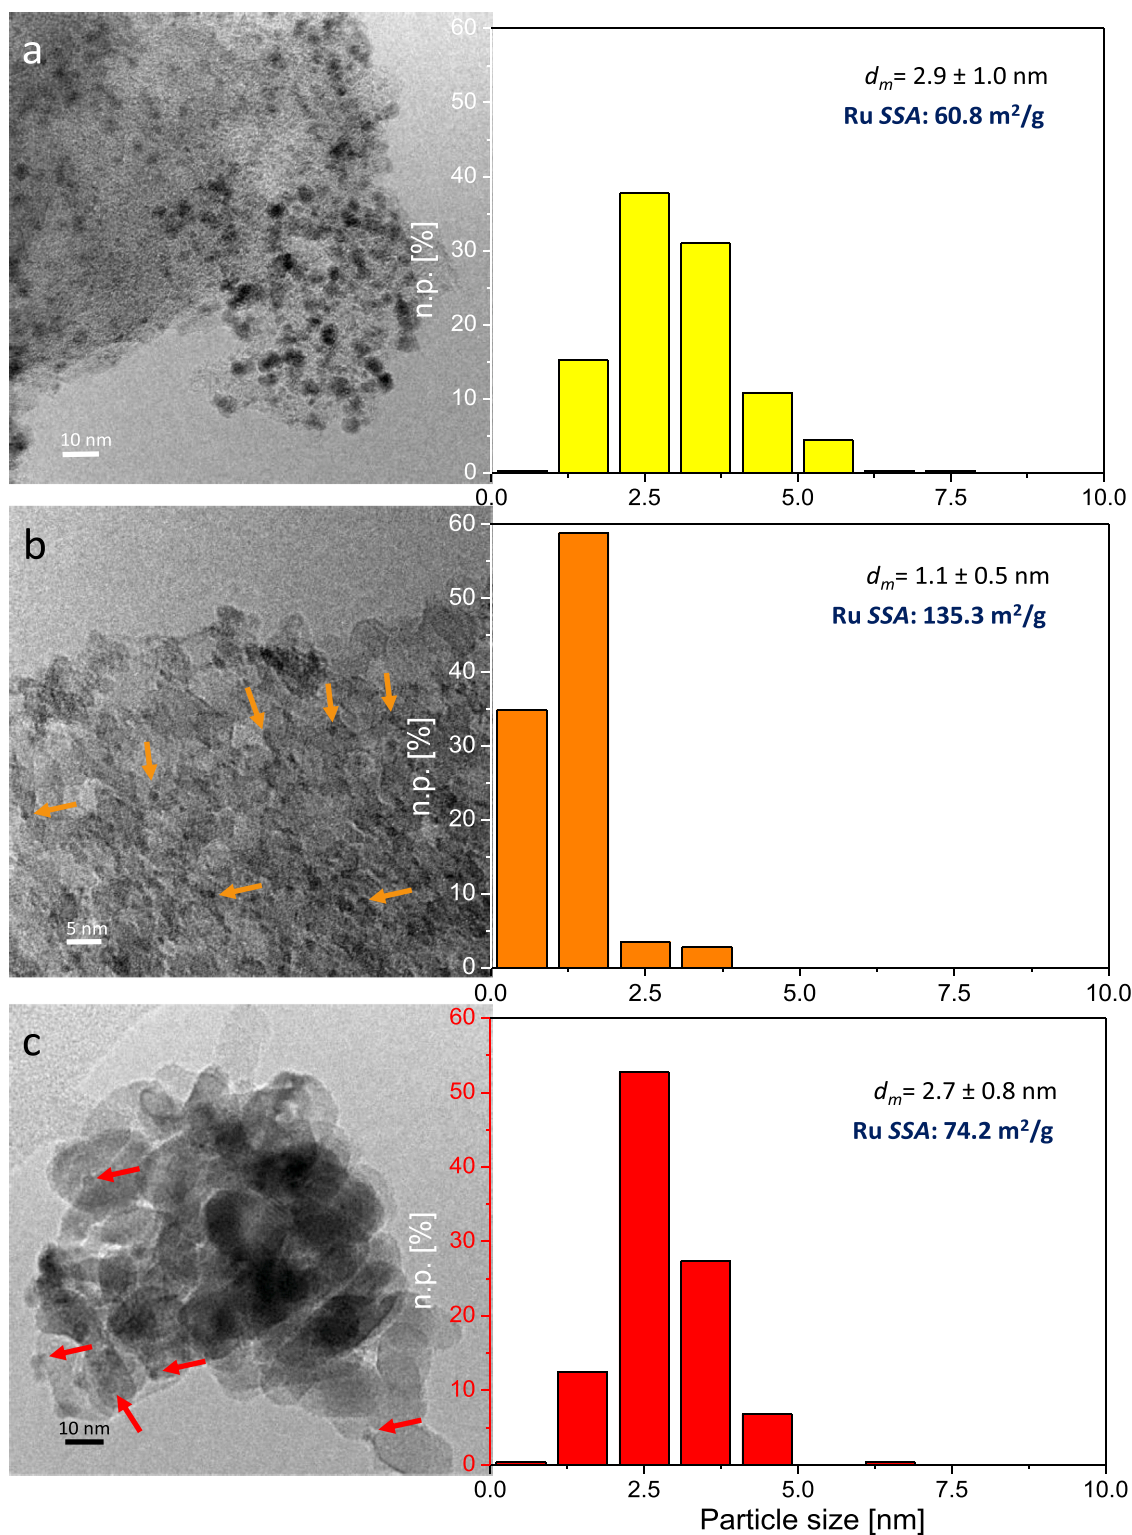 a
10 nm
n.p. [%]
60
50
40
30
20
10
0
dm= 2.9 ± 1.0 nm
Ru SSA: 60.8 m²/g
0.0 2.5 5.0 7.5 10.0
b
5 nm
n.p. [%]
60
50
40
30
20
10
0
dm= 1.1 ± 0.5 nm
Ru SSA: 135.3 m²/g
0.0 2.5 5.0 7.5 10.0
c
10 nm
n.p. [%]
60
50
40
30
20
10
0
dm= 2.7 ± 0.8 nm
Ru SSA: 74.2 m²/g
0.0 2.5 5.0 7.5 10.0
Particle size [nm]